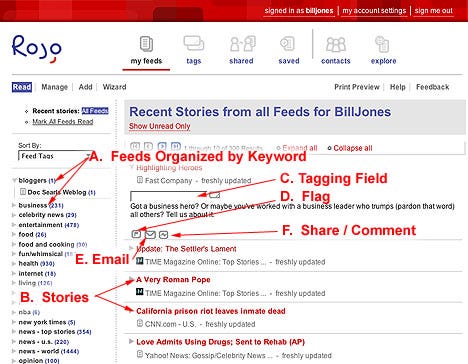 signed in as billjones | my account settings | sign me out
Rojo
my feeds tags shared saved contacts explore
Read Manage Add Wizard Print Preview Help Feedback
Recent stories: All Feeds
Mark All Feeds Read
Sort By:
Feed Tags
Recent Stories from all Feeds for BillJones
Show Unread Only
1 through 10 of 300 Results Expand all Collapse all
A. Feeds Organized by Keyword
Highlighting Heroes
bloggers (1)
Doc Searls Weblog (1)
Fast Company - freshly updated
C. Tagging Field
business (231)
celebrity news (29)
entertainment (478)
food (26)
food and cooking (30)
fun/whimsical
health (930)
internet (18)
living (126)
D. Flag
Got a business hero? Or maybe you've worked with a business leader who trumps (pardon that word)
all others? Tell us about it.
F. Share / Comment
E. Email
Update: The Settler's Lament
TIME Magazine Online: Top Stories ... - freshly updated
B. Stories
A Very Roman Pope
TIME Magazine Online: Top Stories ... - freshly updated
nba (6)
new york times (5)
news - top stories (354)
news - u.s. (220)
news - world (1444)
opinion (100)
California prison riot leaves inmate dead
CNN.com - U.S. - freshly updated
Love Admits Using Drugs; Sent to Rehab (AP)
Yahoo! News: Gossip/Celebrity News ... - freshly updated